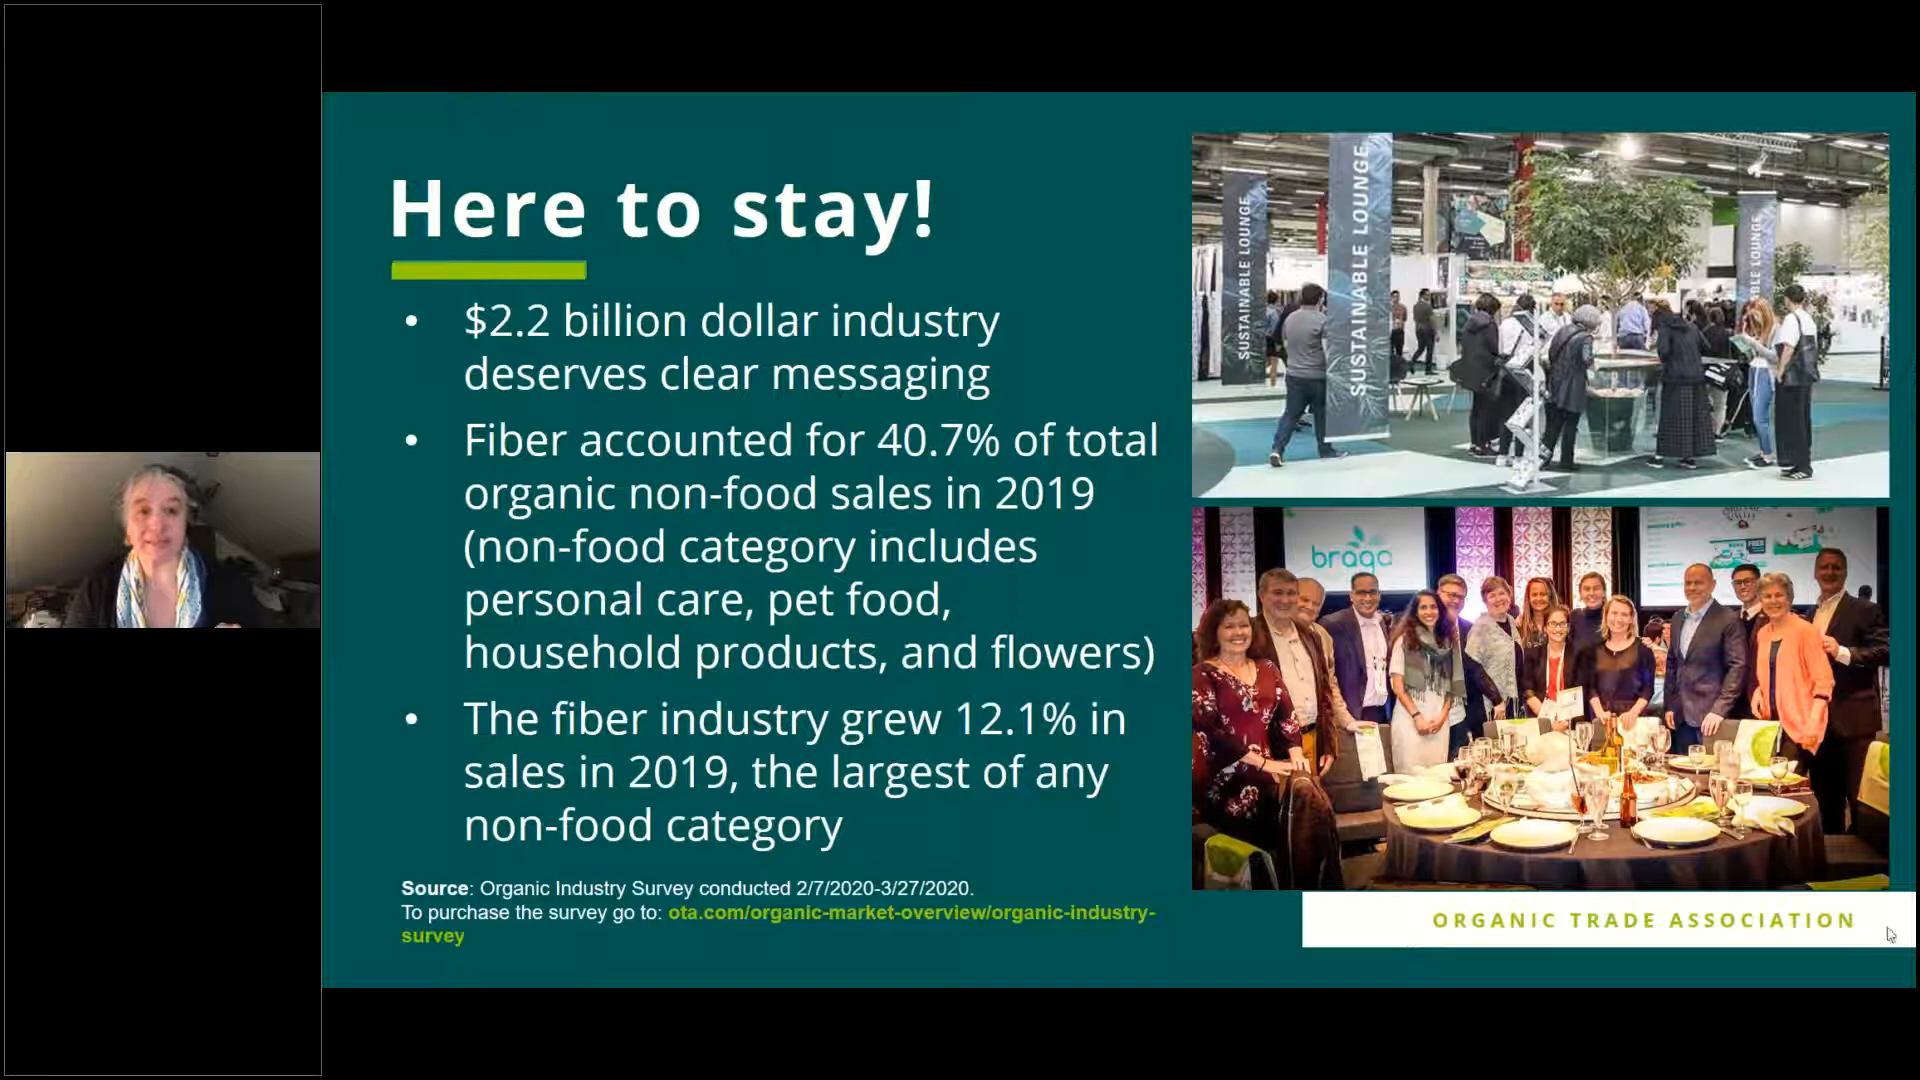 Here to stay!
• $2.2 billion dollar industry
deserves clear messaging
• Fiber accounted for 40.7% of total
organic non-food sales in 2019
(non-food category includes
personal care, pet food,
household products, and flowers)
• The fiber industry grew 12.1% in
sales in 2019, the largest of any
non-food category
Source: Organic Industry Survey conducted 2/7/2020-3/27/2020.
To purchase the survey go to: ota.com/organic-market-overview/organic-industry-
survey
SUSTAINABLE LOUNGE
SUSTAINABLE LOUNGE
BLE LOUNGE
braga
ORGANIC TRADE ASSOCIATION